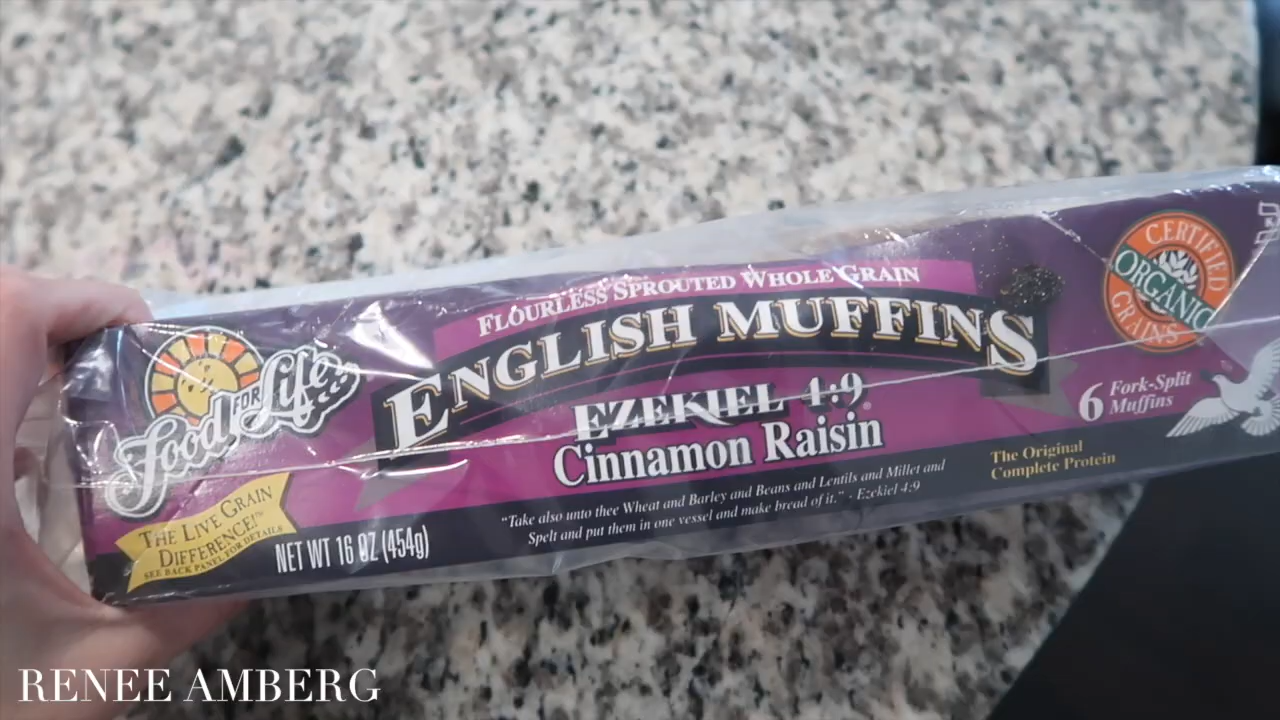 FLOURLESS SPROUTED WHOLE GRAIN
ENGLISH MUFFINS
EZEKIEL 4:9
Cinnamon Raisin
Food FOR Life
THE LIVE GRAIN
DIFFERENCE!™
SEE BACK PANEL FOR DETAILS
NET WT 16 OZ (454g)
"Take also unto thee Wheat and Barley and Beans and Lentils and Millet and
Spelt and put them in one vessel and make bread of it." - Ezekiel 4:9
The Original
Complete Protein
6 Fork-Split
Muffins
CERTIFIED
ORGANIC
GRAINS
RENEE AMBERG